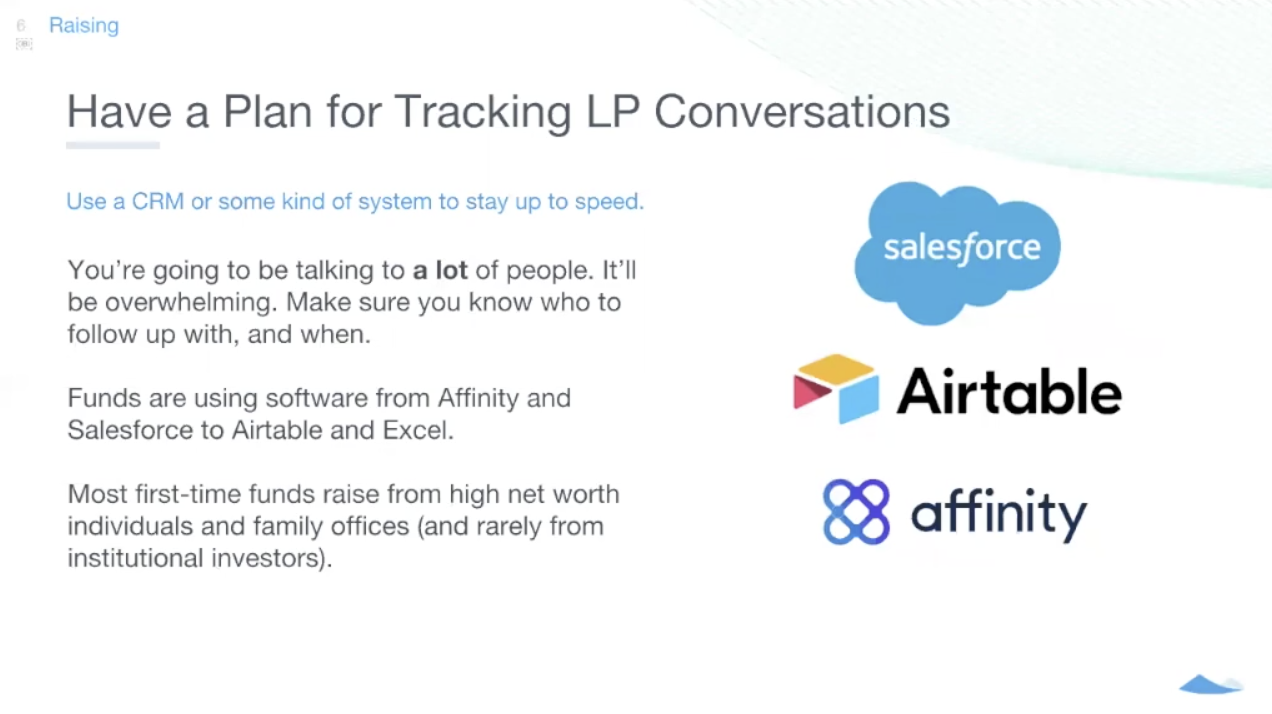 6 Raising
Have a Plan for Tracking LP Conversations
Use a CRM or some kind of system to stay up to speed.
You're going to be talking to a lot of people. It'll
be overwhelming. Make sure you know who to
follow up with, and when.
Funds are using software from Affinity and
Salesforce to Airtable and Excel.
Most first-time funds raise from high net worth
individuals and family offices (and rarely from
institutional investors).
salesforce
Airtable
affinity